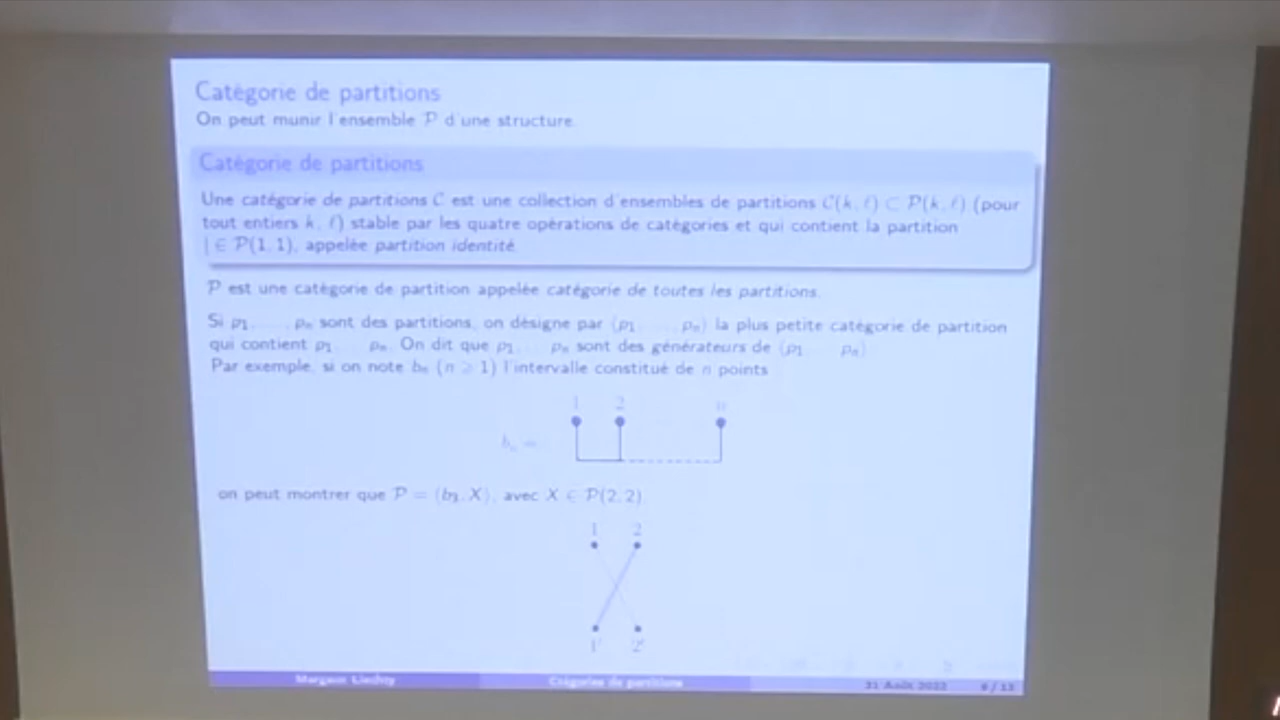 Catégorie de partitions
On peut munir l'ensemble P d'une structure.
Catégorie de partitions
Une catégorie de partitions C est une collection d'ensembles de partitions C(k, ℓ) ⊂ P(k, ℓ) (pour
tout entiers k, ℓ) stable par les quatre opérations de catégories et qui contient la partition
| ∈ P(1, 1), appelée partition identité.
P est une catégorie de partition appelée catégorie de toutes les partitions.
Si p₁, ..., pₙ sont des partitions, on désigne par ⟨p₁, ..., pₙ⟩ la plus petite catégorie de partition
qui contient p₁, ..., pₙ. On dit que p₁, ..., pₙ sont des générateurs de ⟨p₁, ..., pₙ⟩.
Par exemple, si on note bₙ (n ⩾ 1) l'intervalle constitué de n points
1 2 n
bₙ =
on peut montrer que P = ⟨b₃, X⟩, avec X ∈ P(2, 2)
1 2
1' 2'
Catégories de partitions
31 Août 2022 / 13